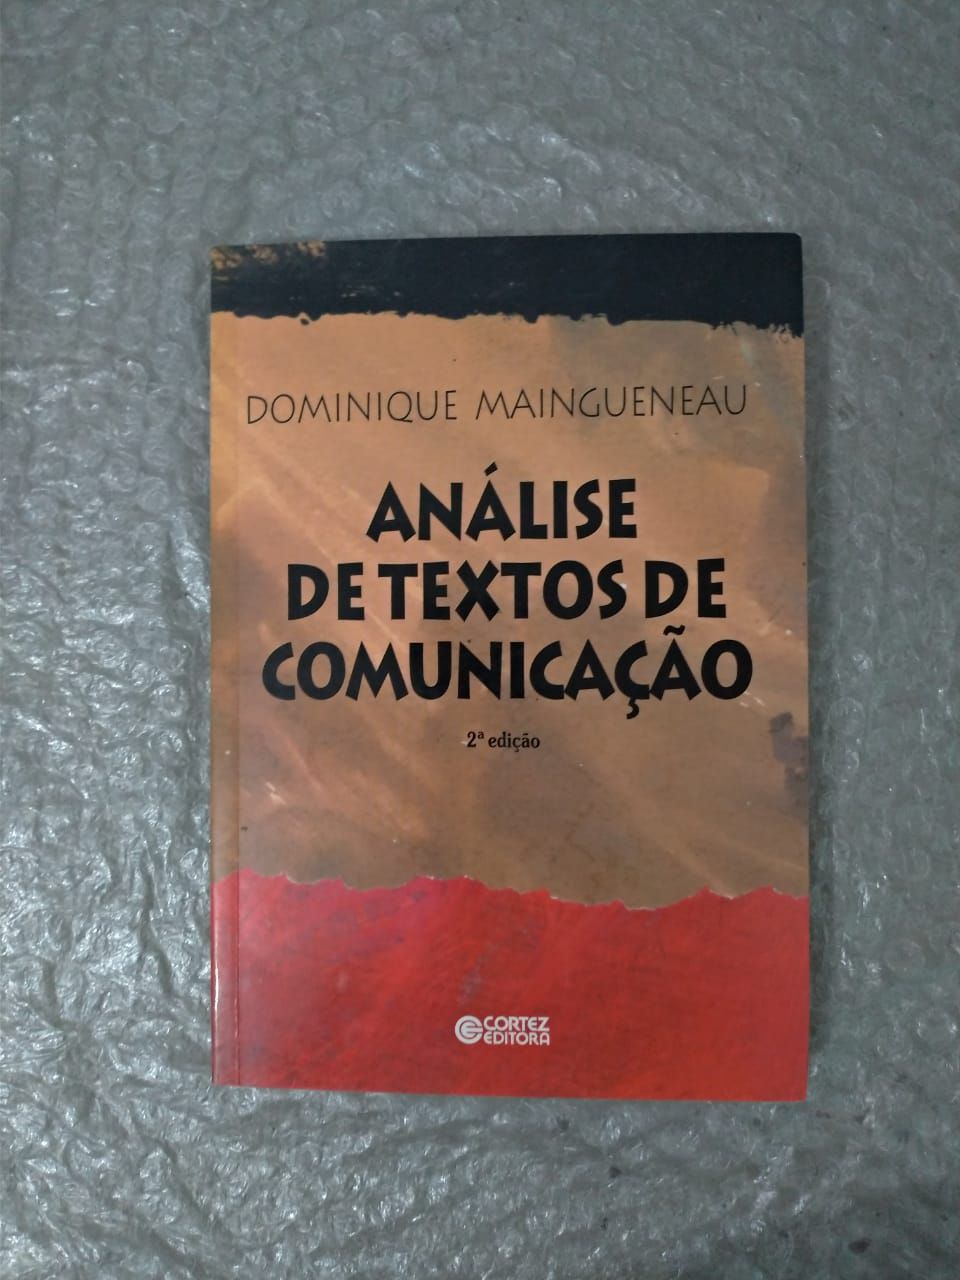 DOMINIQUE MAINGUENEAU
ANÁLISE
DE TEXTOS DE
COMUNICAÇÃO
2ª edição
CORTEZ
EDITORA